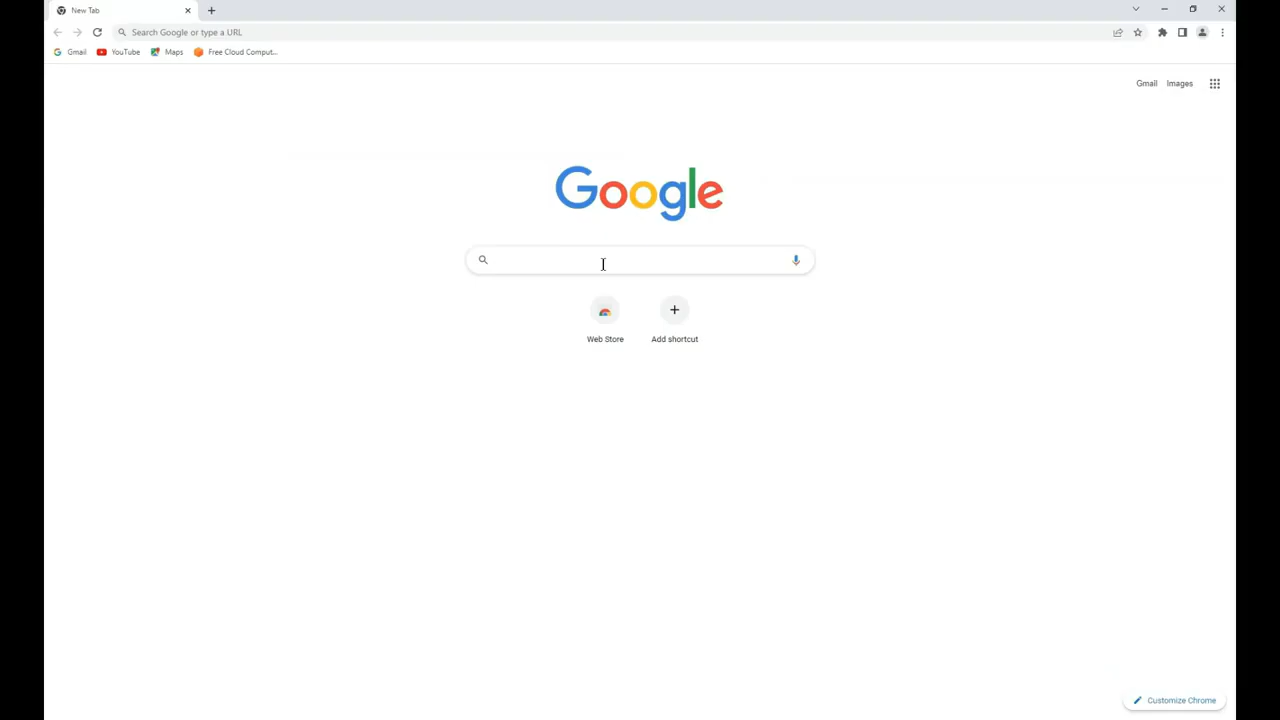 New Tab
Search Google or type a URL
Gmail YouTube Maps Free Cloud Comput...
Gmail Images
Google
Web Store Add shortcut
Customize Chrome